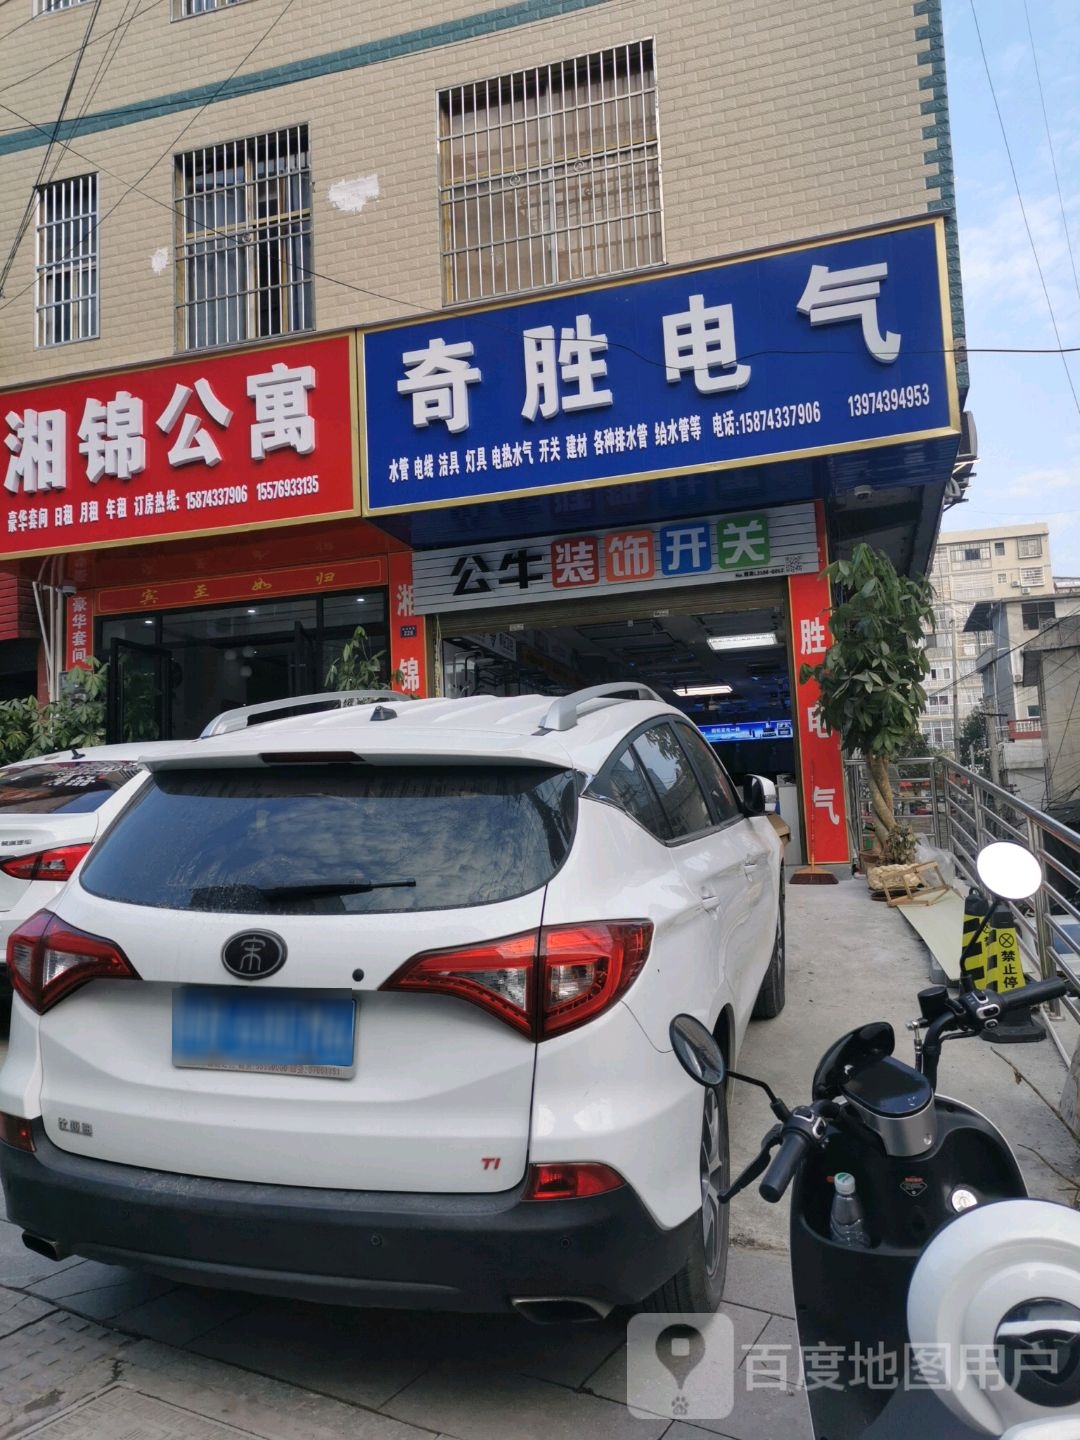 湘锦公寓
豪华套间 日租 月租 年租 订房热线: 15874337906 15576933135
奇胜电气
水管 电线 洁具 灯具 电热水气 开关 建材 各种排水管 给水管等 电话:15874337906 13974394953
公牛装饰开关
宾至如归
豪华套间
湘锦
228
胜电气
宋
TI
禁止停
百度地图用户